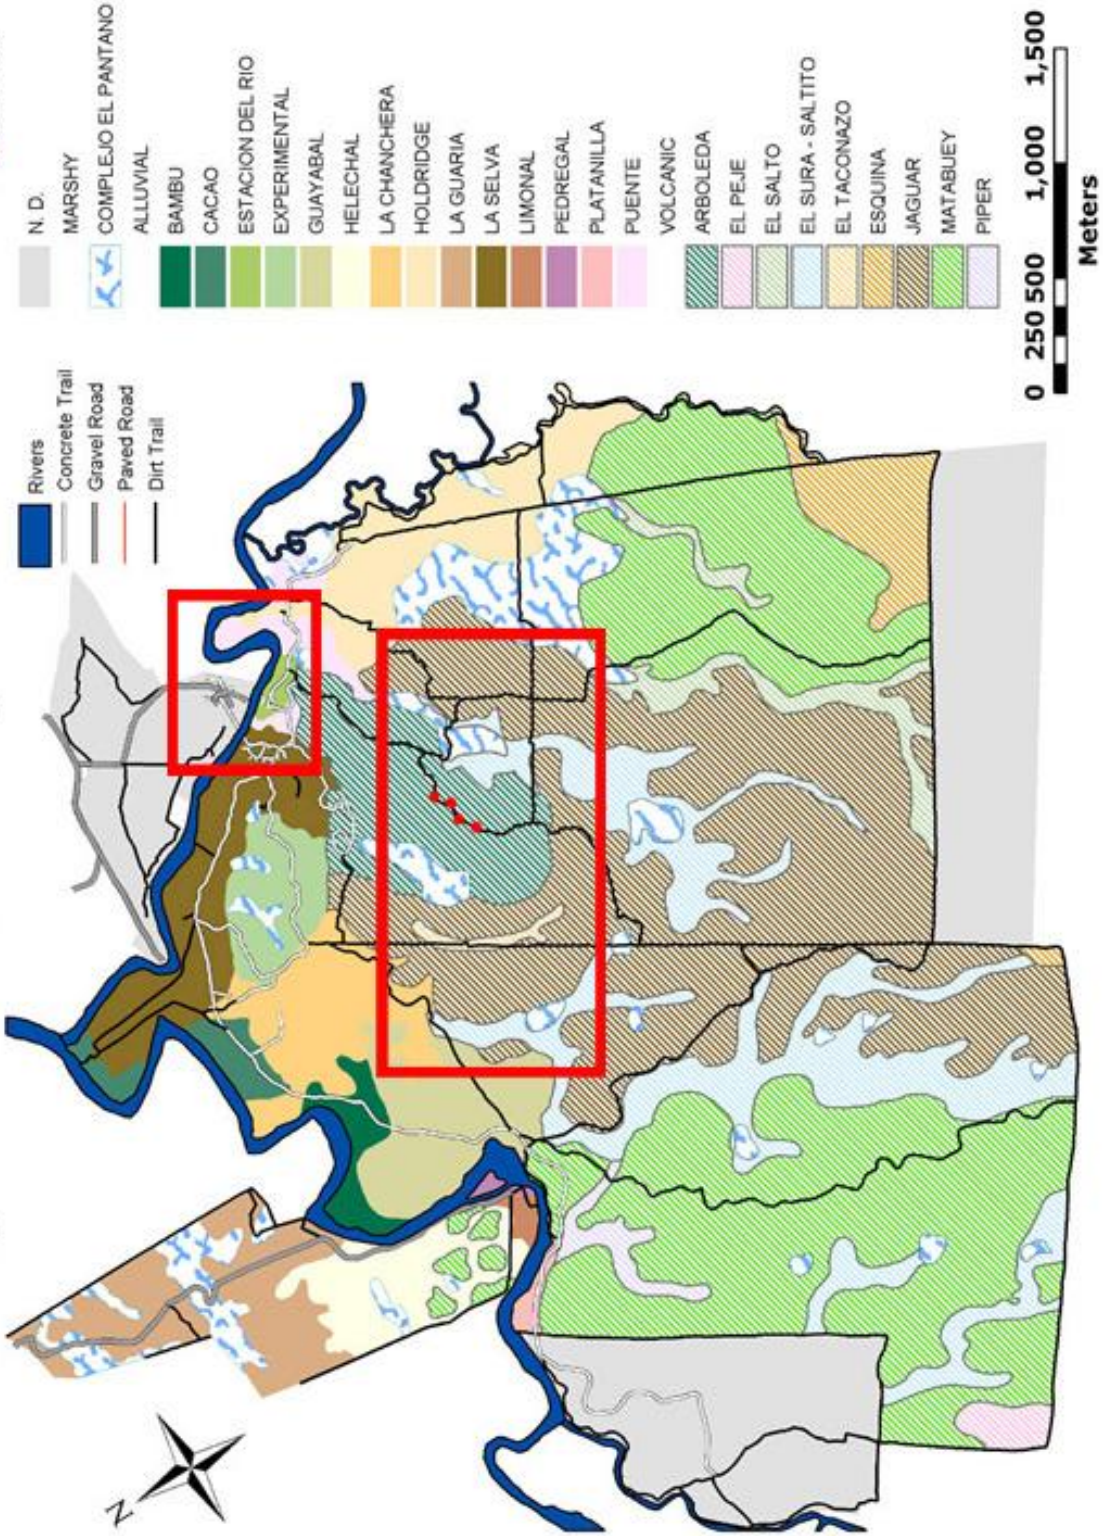 Rivers
Concrete Trail
Gravel Road
Paved Road
Dirt Trail
N. D.
MARSHY
COMPLEJO EL PANTANO
ALLUVIAL
BAMBU
CACAO
ESTACION DEL RIO
EXPERIMENTAL
GUAYABAL
HELECHAL
LA CHANCHERA
HOLDRIDGE
LA GUARIA
LA SELVA
LIMONAL
PEDREGAL
PLATANILLA
PUENTE
VOLCANIC
ARBOLEDA
EL PEJE
EL SALTO
EL SURA - SALTITO
EL TACONAZO
ESQUINA
JAGUAR
MATABUEY
PIPER
0 250 500 1,000 1,500
Meters
N